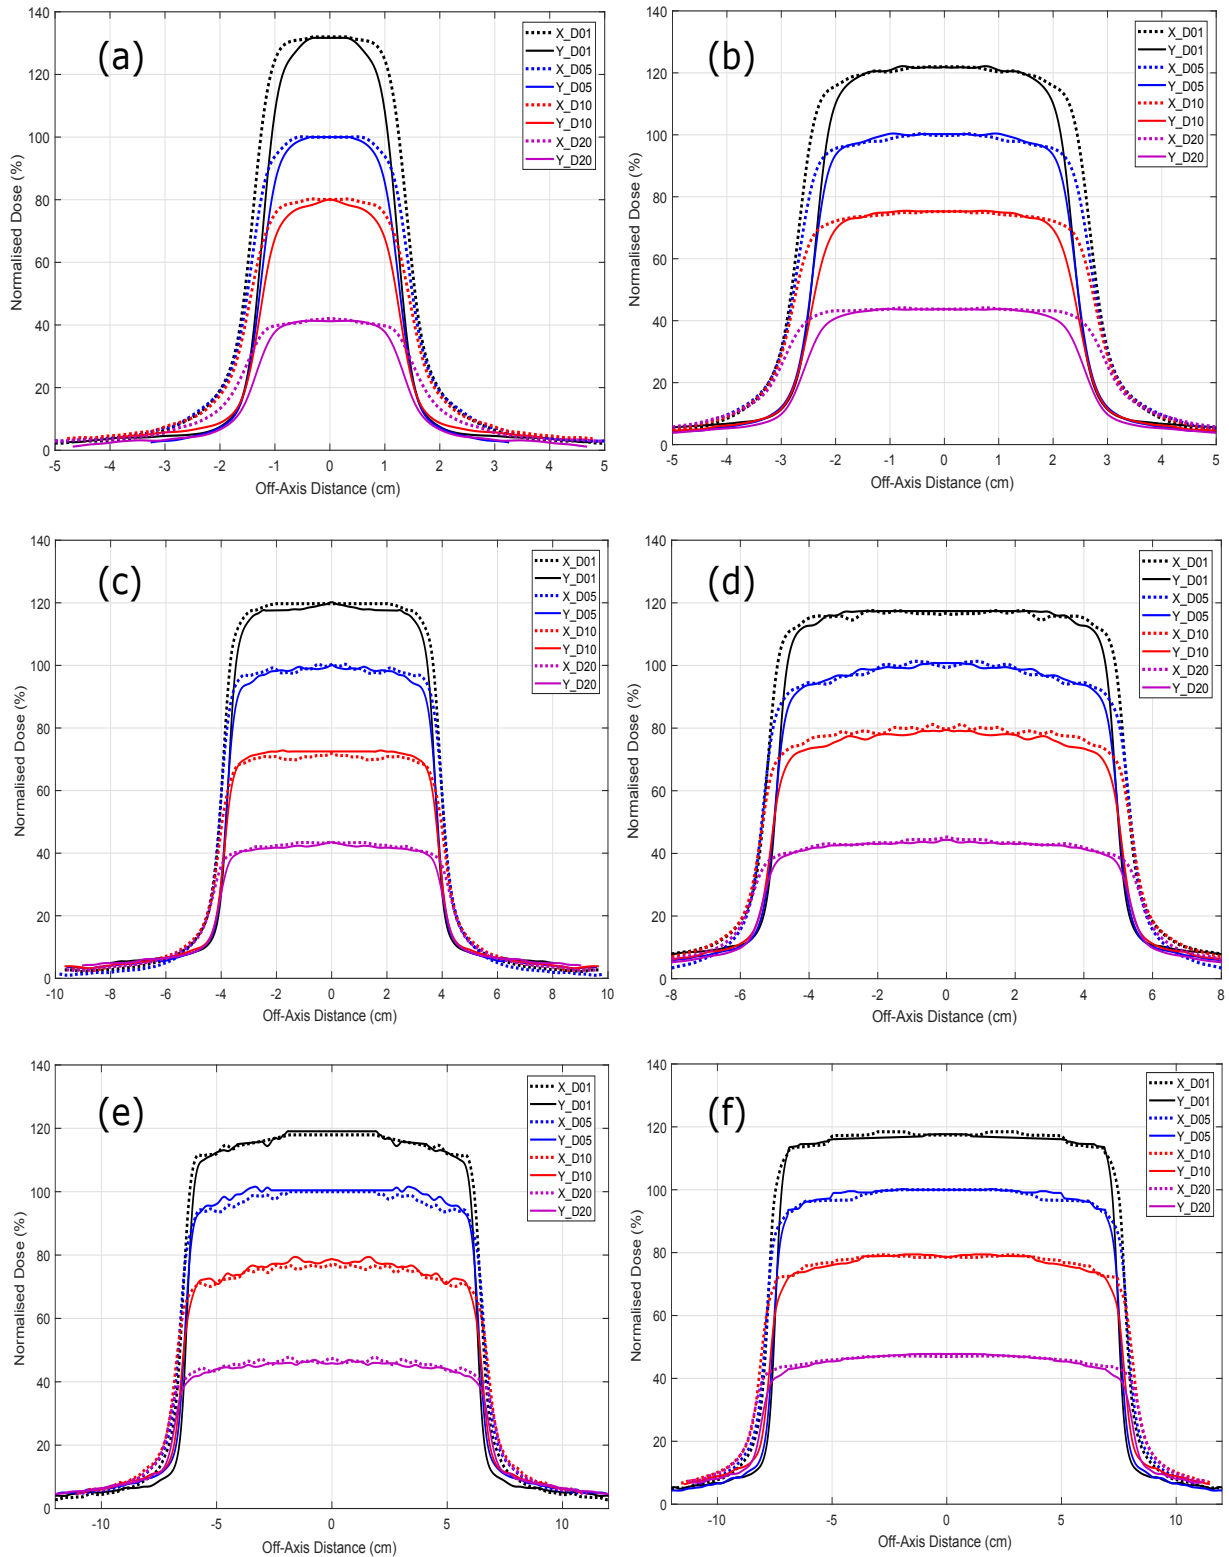 (a)
X_D01
Y_D01
X_D05
Y_D05
X_D10
Y_D10
X_D20
Y_D20
140
120
100
80
60
40
20
0
Normalised Dose (%)
-5 -4 -3 -2 -1 0 1 2 3 4 5
Off-Axis Distance (cm)
(b)
X_D01
Y_D01
X_D05
Y_D05
X_D10
Y_D10
X_D20
Y_D20
140
120
100
80
60
40
20
0
Normalised Dose (%)
-5 -4 -3 -2 -1 0 1 2 3 4 5
Off-Axis Distance (cm)
(c)
X_D01
Y_D01
X_D05
Y_D05
X_D10
Y_D10
X_D20
Y_D20
140
120
100
80
60
40
20
0
Normalised Dose (%)
-10 -8 -6 -4 -2 0 2 4 6 8 10
Off-Axis Distance (cm)
(d)
X_D01
Y_D01
X_D05
Y_D05
X_D10
Y_D10
X_D20
Y_D20
140
120
100
80
60
40
20
0
Normalised Dose (%)
-8 -6 -4 -2 0 2 4 6 8
Off-Axis Distance (cm)
(e)
X_D01
Y_D01
X_D05
Y_D05
X_D10
Y_D10
X_D20
Y_D20
140
120
100
80
60
40
20
0
Normalised Dose (%)
-10 -5 0 5 10
Off-Axis Distance (cm)
(f)
X_D01
Y_D01
X_D05
Y_D05
X_D10
Y_D10
X_D20
Y_D20
140
120
100
80
60
40
20
0
Normalised Dose (%)
-10 -5 0 5 10
Off-Axis Distance (cm)